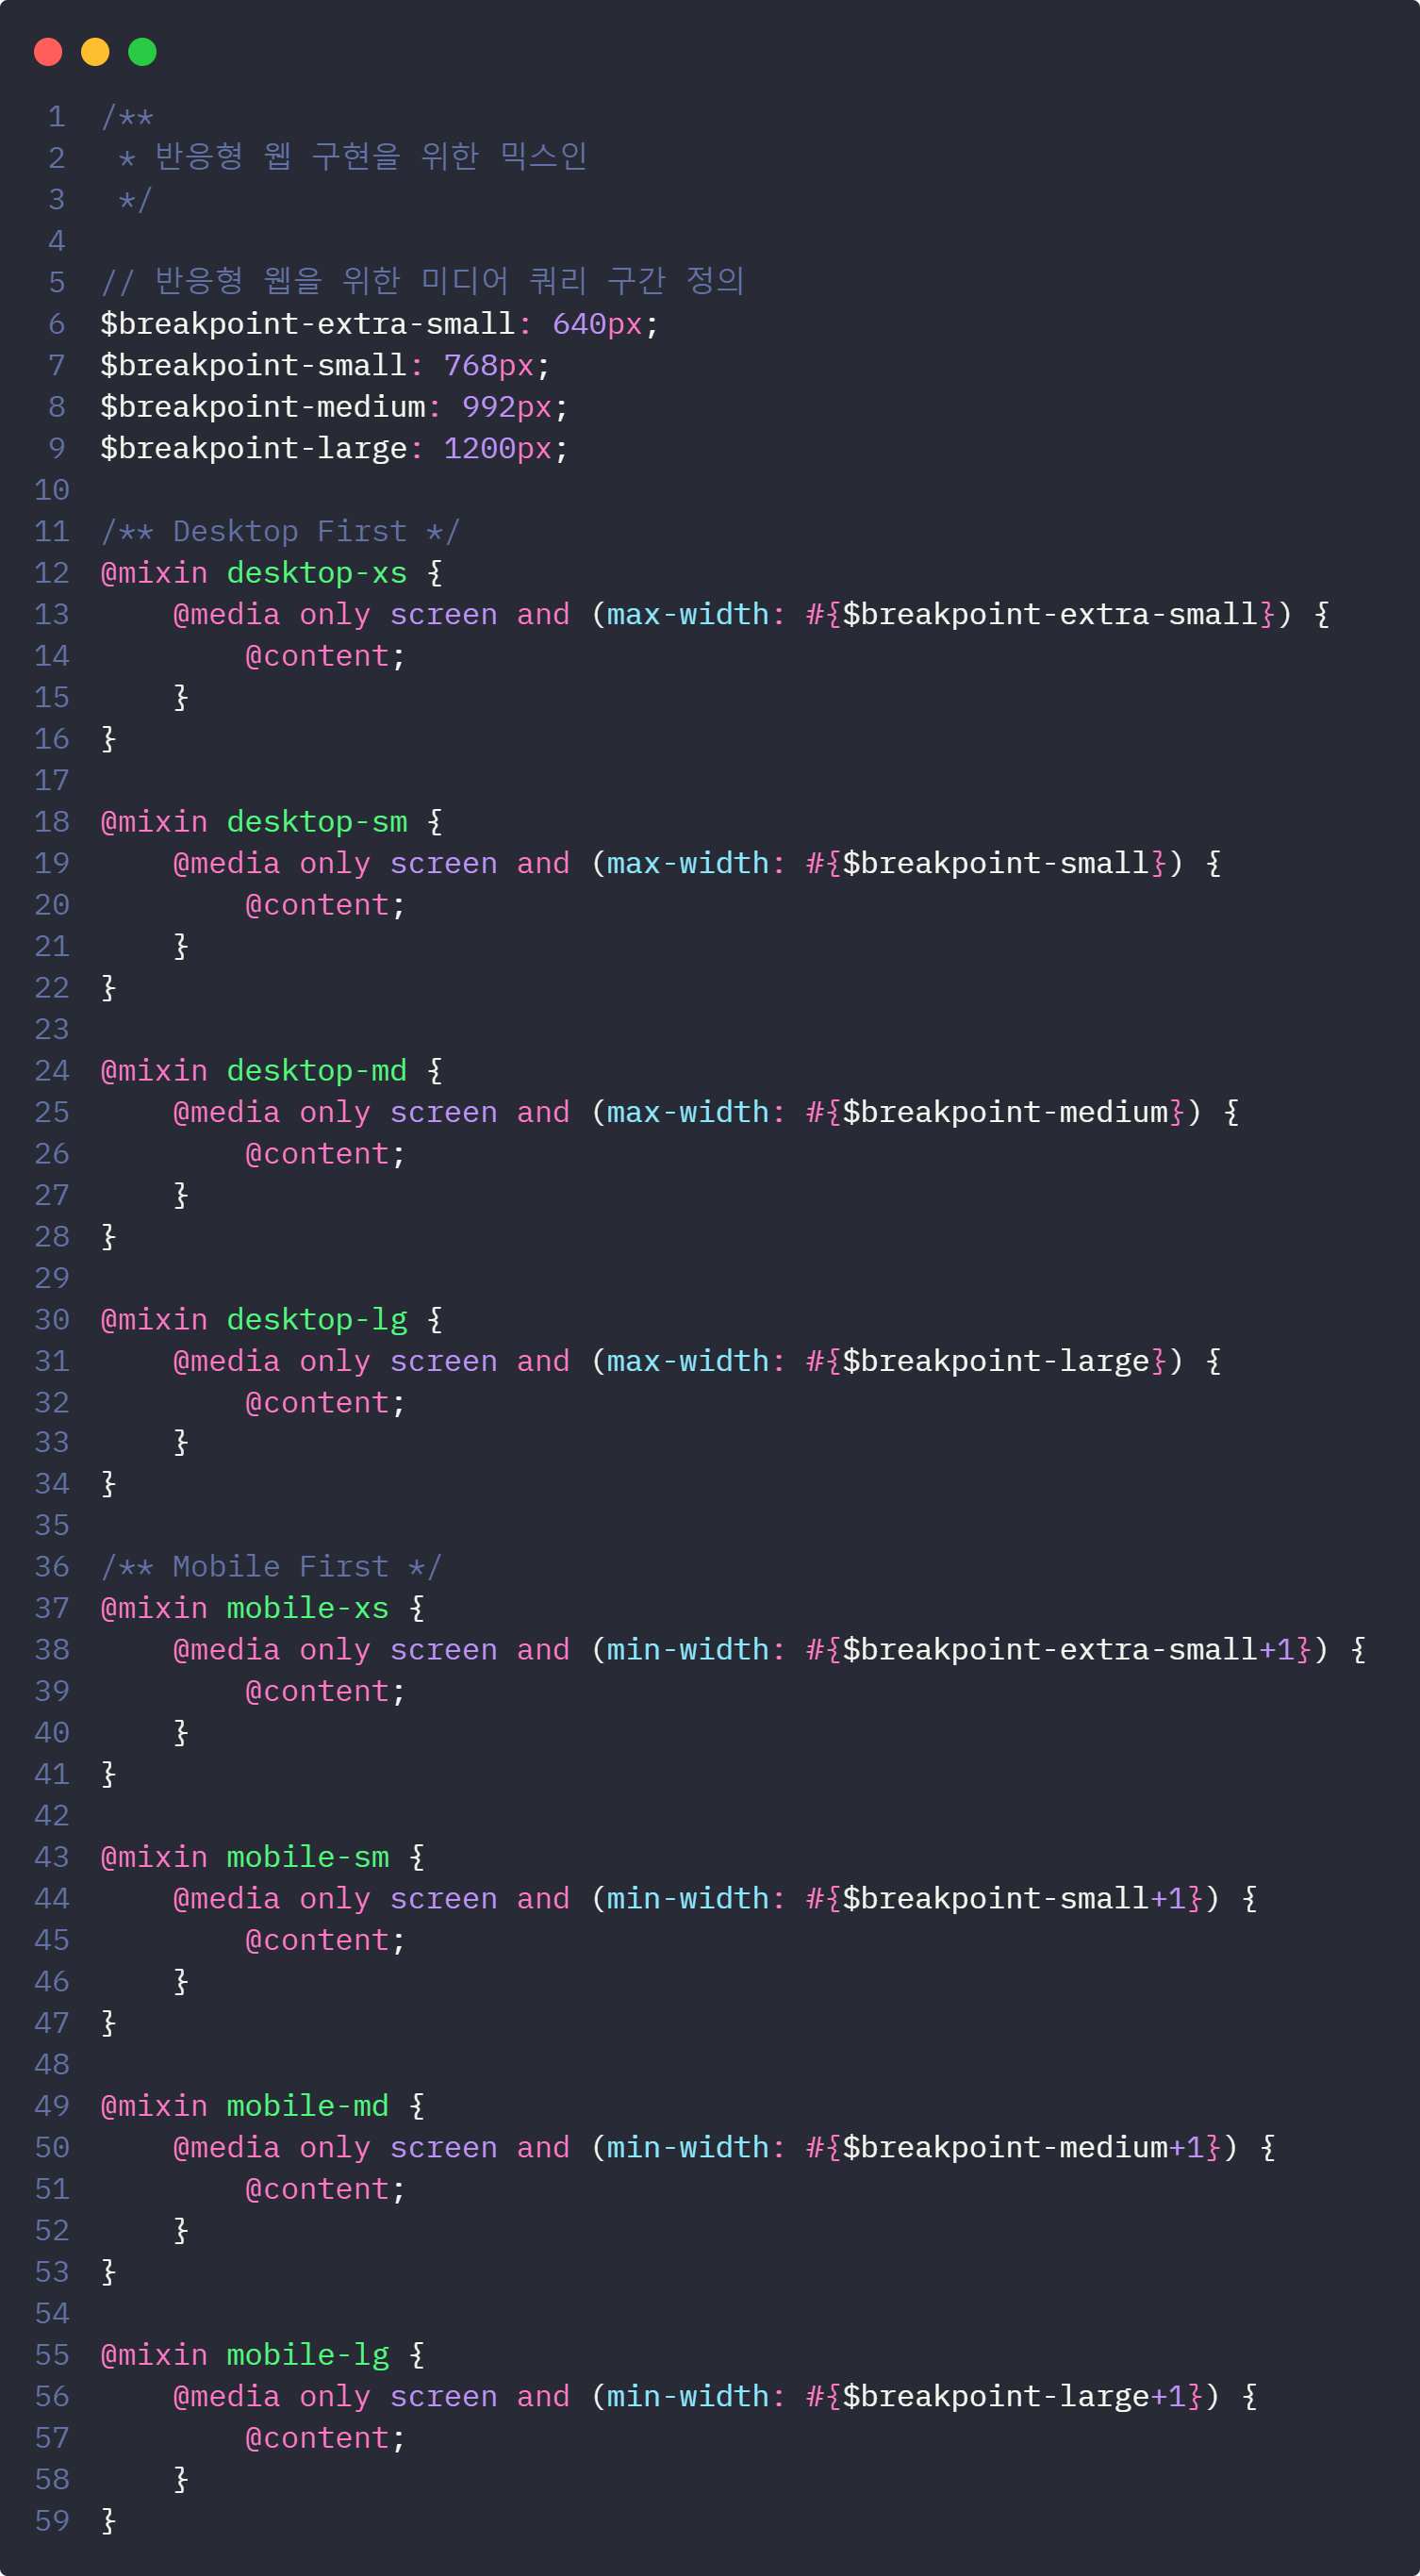 1 /**
2  * 반응형 웹 구현을 위한 믹스인
3  */
4
5 // 반응형 웹을 위한 미디어 쿼리 구간 정의
6 $breakpoint-extra-small: 640px;
7 $breakpoint-small: 768px;
8 $breakpoint-medium: 992px;
9 $breakpoint-large: 1200px;
10
11 /** Desktop First */
12 @mixin desktop-xs {
13     @media only screen and (max-width: #{$breakpoint-extra-small}) {
14         @content;
15     }
16 }
17
18 @mixin desktop-sm {
19     @media only screen and (max-width: #{$breakpoint-small}) {
20         @content;
21     }
22 }
23
24 @mixin desktop-md {
25     @media only screen and (max-width: #{$breakpoint-medium}) {
26         @content;
27     }
28 }
29
30 @mixin desktop-lg {
31     @media only screen and (max-width: #{$breakpoint-large}) {
32         @content;
33     }
34 }
35
36 /** Mobile First */
37 @mixin mobile-xs {
38     @media only screen and (min-width: #{$breakpoint-extra-small+1}) {
39         @content;
40     }
41 }
42
43 @mixin mobile-sm {
44     @media only screen and (min-width: #{$breakpoint-small+1}) {
45         @content;
46     }
47 }
48
49 @mixin mobile-md {
50     @media only screen and (min-width: #{$breakpoint-medium+1}) {
51         @content;
52     }
53 }
54
55 @mixin mobile-lg {
56     @media only screen and (min-width: #{$breakpoint-large+1}) {
57         @content;
58     }
59 }